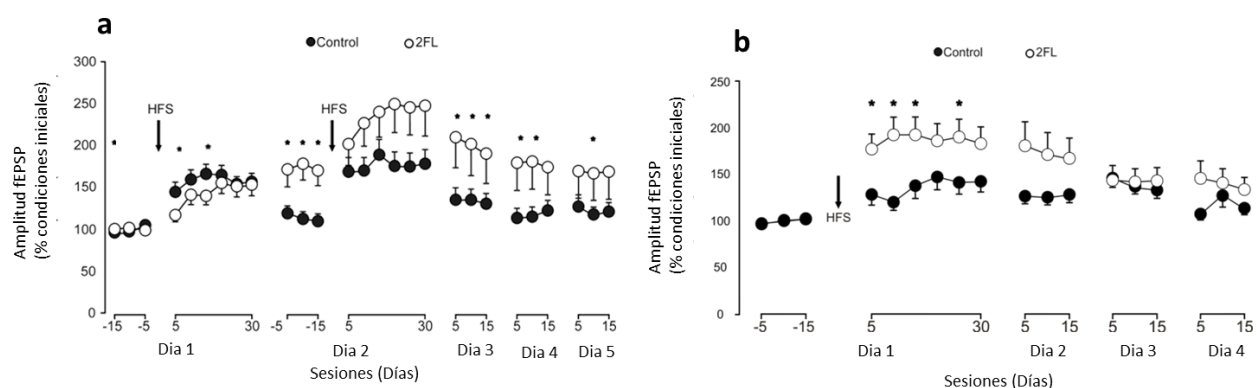 a
Control 2FL
Amplitud fEPSP
(% condiciones iniciales)
300
250
200
150
100
50
0
HFS
HFS
* * * * * * * * * * * * *
-15 -5 5 30 -5 -15 5 30 5 15 5 15 5 15
Dia 1 Dia 2 Dia 3 Dia 4 Dia 5
Sesiones (Días)
b
Control 2FL
Amplitud fEPSP
(% condiciones iniciales)
250
200
150
100
50
0
* * * *
HFS
-5 -15 5 30 5 15 5 15 5 15
Dia 1 Dia 2 Dia 3 Dia 4
Sesiones (Días)